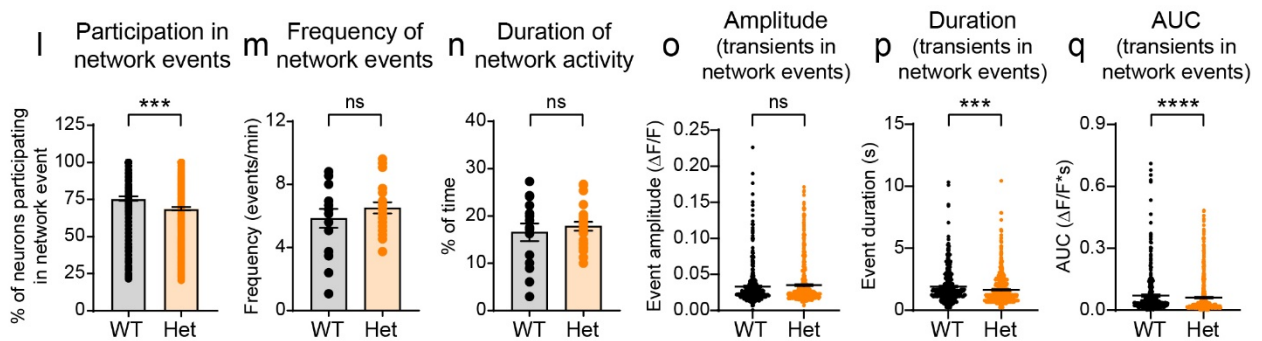 l
Participation in
network events
***
% of neurons participating
in network event
125
100
75
50
25
0
WT Het
m
Frequency of
network events
ns
Frequency (events/min)
12
8
4
0
WT Het
n
Duration of
network activity
ns
% of time
40
30
20
10
0
WT Het
o
Amplitude
(transients in
network events)
ns
Event amplitude (ΔF/F)
0.25
0.20
0.15
0.10
0.05
0.00
WT Het
p
Duration
(transients in
network events)
***
Event duration (s)
15
10
5
0
WT Het
q
AUC
(transients in
network events)
****
AUC (ΔF/F*s)
0.9
0.6
0.3
0.0
WT Het